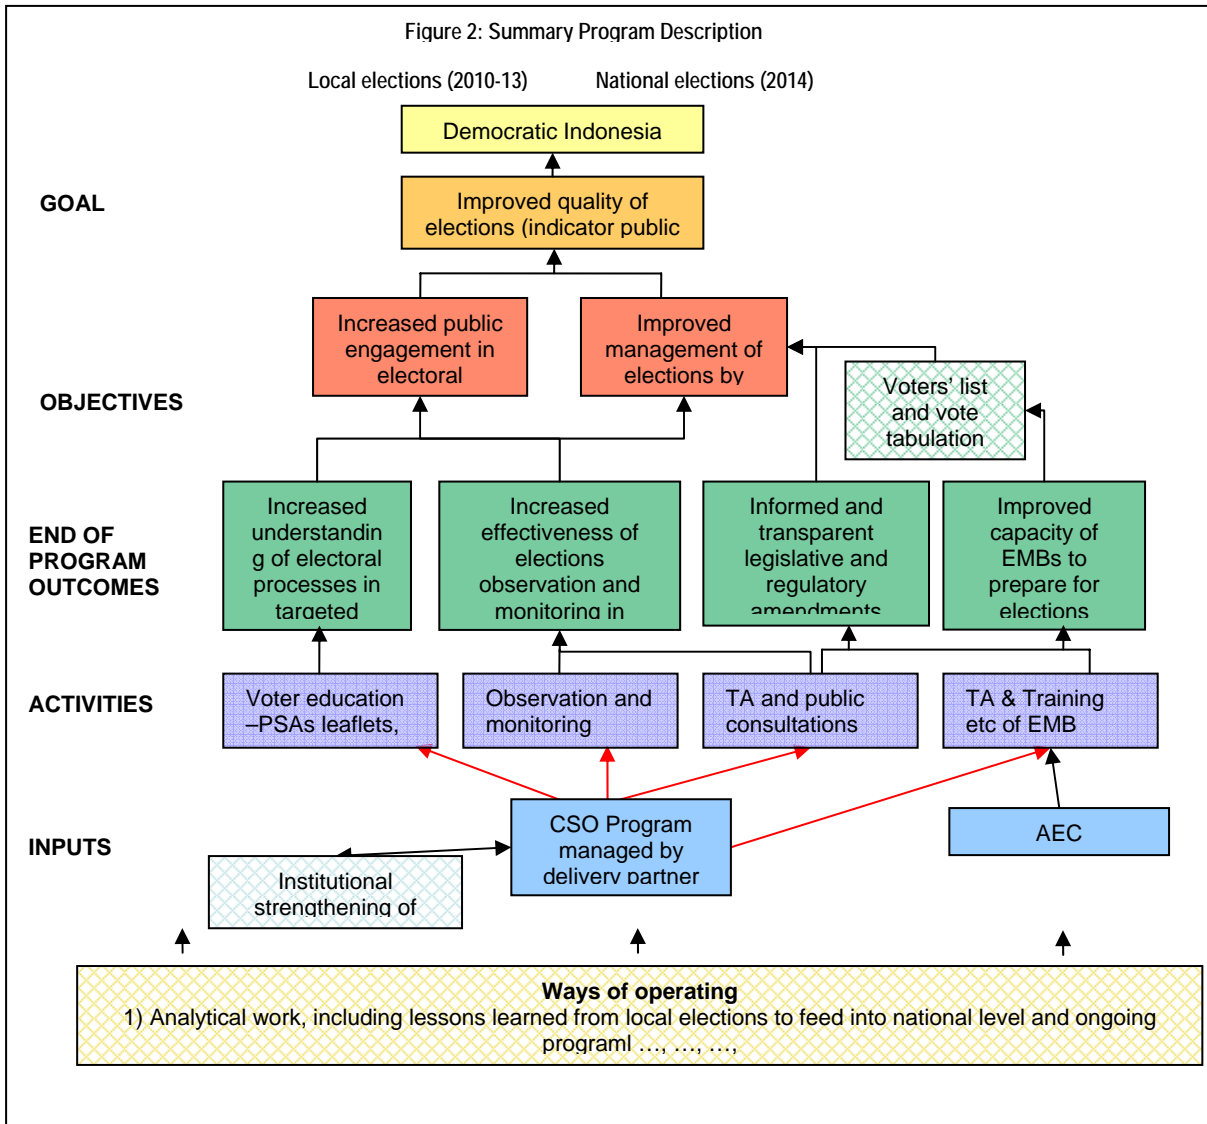 Figure 2: Summary Program Description
Local elections (2010-13) National elections (2014)
Democratic Indonesia
GOAL
Improved quality of
elections (indicator public
Increased public
engagement in
electoral
Improved
management of
elections by
OBJECTIVES
Voters' list
and vote
tabulation
END OF
PROGRAM
OUTCOMES
Increased
understandin
g of electoral
processes in
targeted
Increased
effectiveness of
elections
observation and
monitoring in
Informed and
transparent
legislative and
regulatory
amendments
Improved
capacity of
EMBs to
prepare for
elections
ACTIVITIES
Voter education
–PSAs leaflets,
Observation and
monitoring
TA and public
consultations
TA & Training
etc of EMB
INPUTS
CSO Program
managed by
delivery partner
AEC
Institutional
strengthening of
Ways of operating
1) Analytical work, including lessons learned from local elections to feed into national level and ongoing
programl ..., ..., ...,